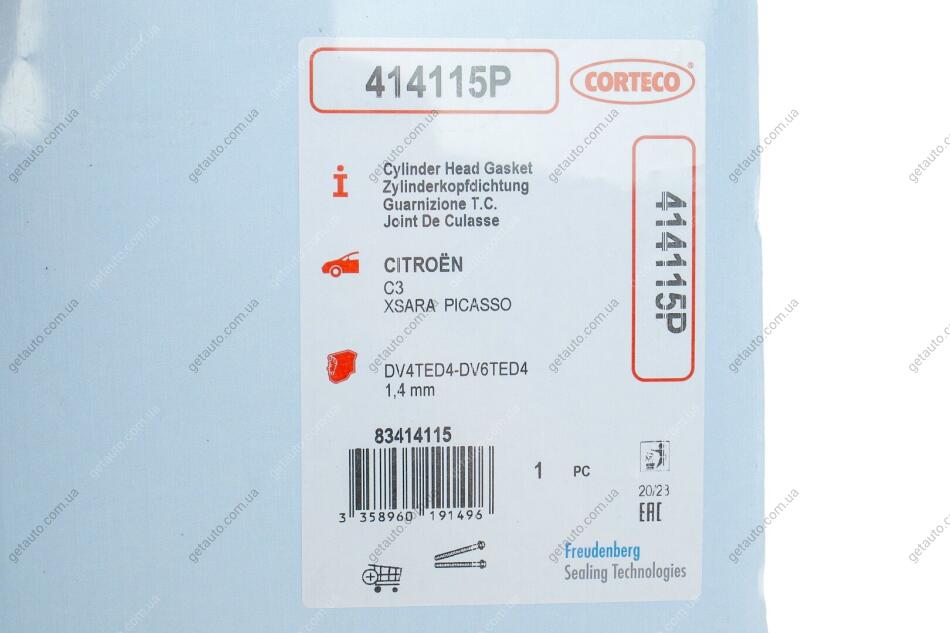 414115P
CORTECO
®
Cylinder Head Gasket
Zylinderkopfdichtung
Guarnizione T.C.
Joint De Culasse
CITROËN
C3
XSARA PICASSO
DV4TED4-DV6TED4
1,4 mm
83414115
3 358960 191496
1 PC
20/23
EAC
Freudenberg
Sealing Technologies
414115P
getauto.com.ua